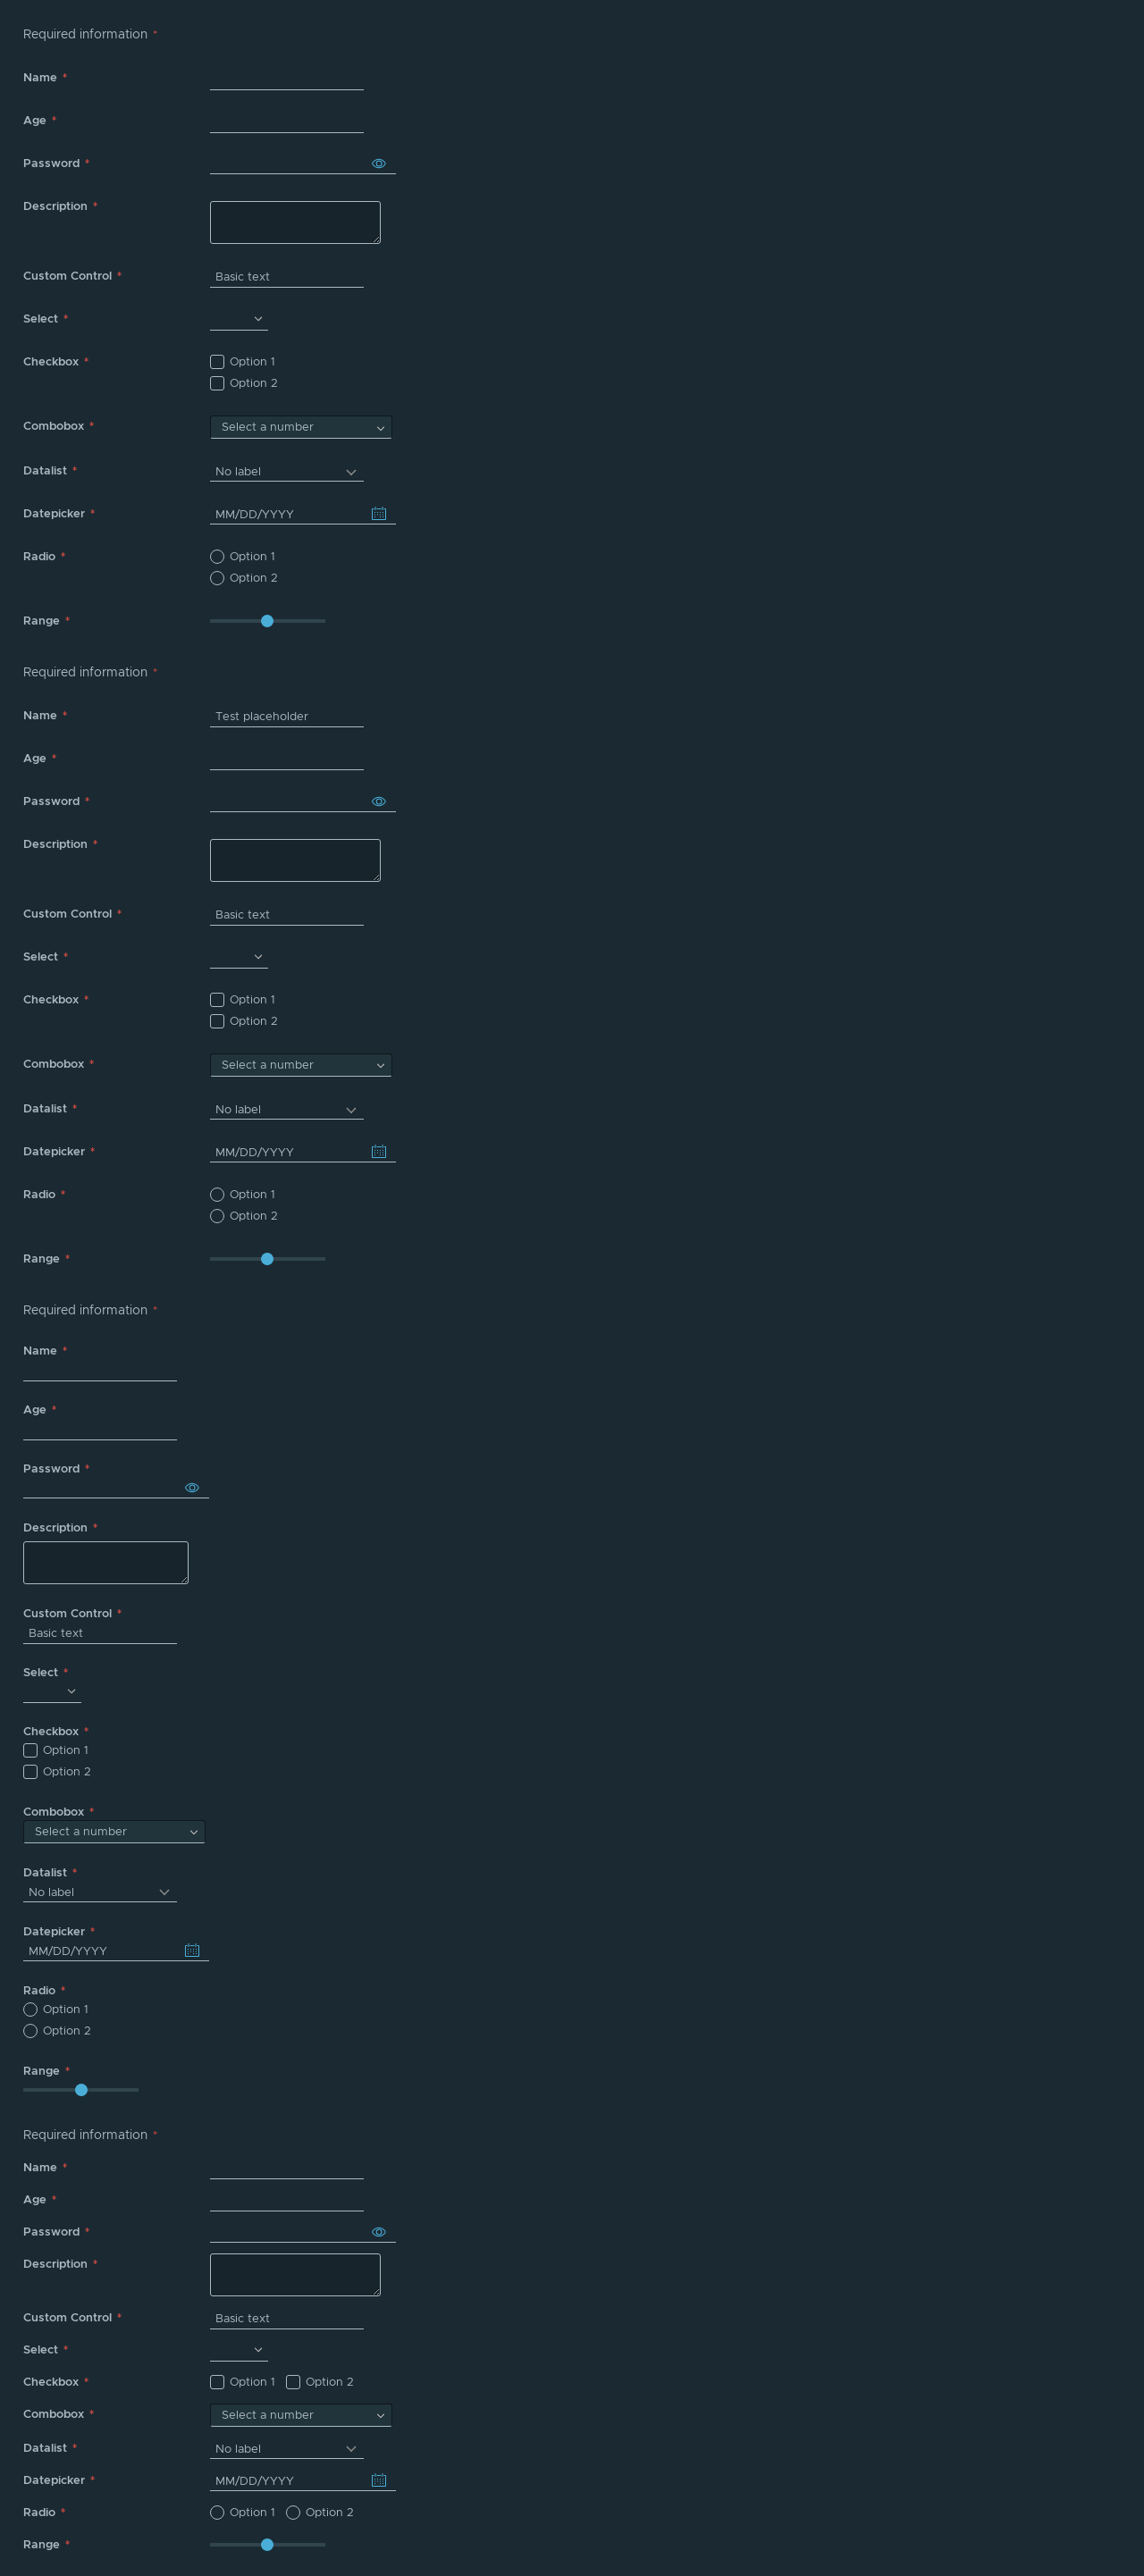 Required information *
Name *
Age *
Password *
Description *
Custom Control * Basic text
Select *
Checkbox * Option 1
Option 2
Combobox * Select a number
Datalist * No label
Datepicker * MM/DD/YYYY
Radio * Option 1
Option 2
Range *
Required information *
Name * Test placeholder
Age *
Password *
Description *
Custom Control * Basic text
Select *
Checkbox * Option 1
Option 2
Combobox * Select a number
Datalist * No label
Datepicker * MM/DD/YYYY
Radio * Option 1
Option 2
Range *
Required information *
Name *
Age *
Password *
Description *
Custom Control *
Basic text
Select *
Checkbox *
Option 1
Option 2
Combobox *
Select a number
Datalist *
No label
Datepicker *
MM/DD/YYYY
Radio *
Option 1
Option 2
Range *
Required information *
Name *
Age *
Password *
Description *
Custom Control * Basic text
Select *
Checkbox * Option 1 Option 2
Combobox * Select a number
Datalist * No label
Datepicker * MM/DD/YYYY
Radio * Option 1 Option 2
Range *